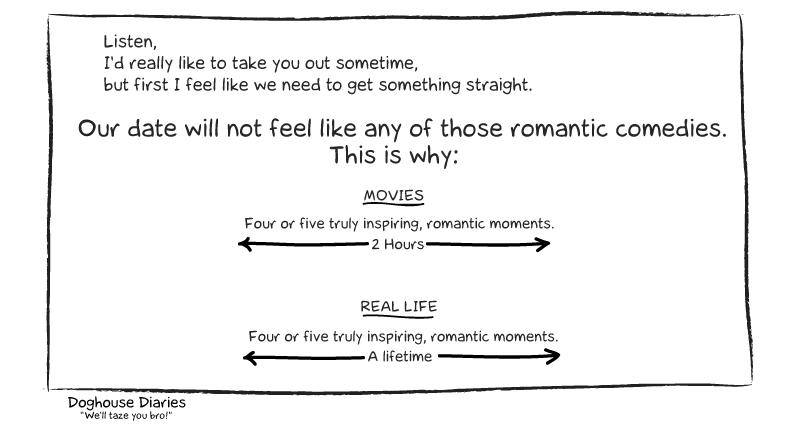 Listen,
I'd really like to take you out sometime,
but first I feel like we need to get something straight.
Our date will not feel like any of those romantic comedies.
This is why:
MOVIES
Four or five truly inspiring, romantic moments.
2 Hours
REAL LIFE
Four or five truly inspiring, romantic moments.
A lifetime
Doghouse Diaries
"We'll taze you bro!"